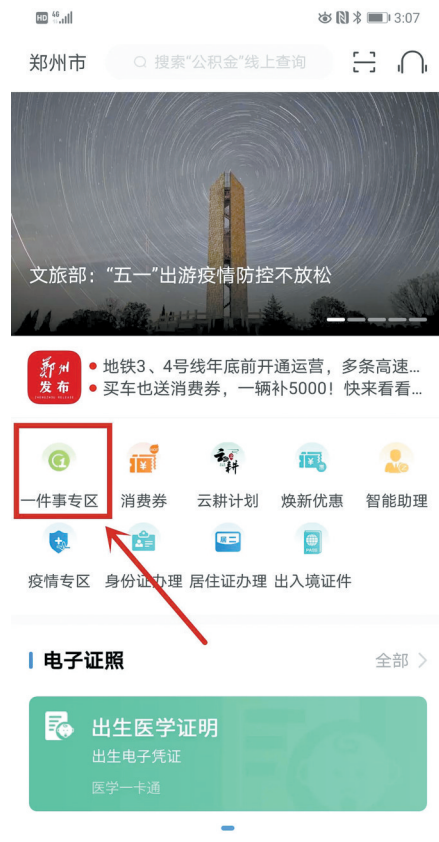 HD 4G 3:07
郑州市 搜索“公积金”线上查询
文旅部：“五一”出游疫情防控不放松
郑州
发布
地铁3、4号线年底前开通运营，多条高速...
买车也送消费券，一辆补5000！快来看看...
一件事专区 消费券 云耕计划 焕新优惠 智能助理
疫情专区 身份证办理 居住证办理 出入境证件
电子证照 全部
出生医学证明
出生电子凭证
医学一卡通